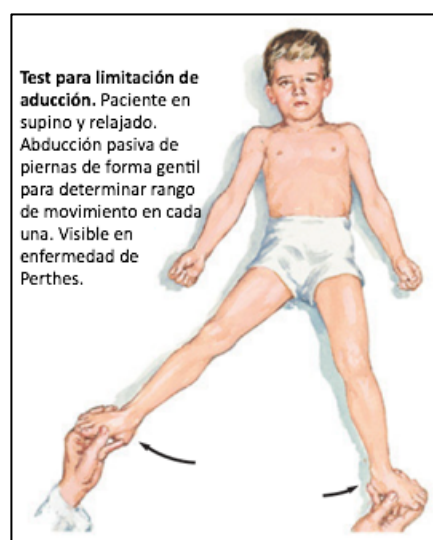 Test para limitación de
aducción. Paciente en
supino y relajado.
Abducción pasiva de
piernas de forma gentil
para determinar rango
de movimiento en cada
una. Visible en
enfermedad de
Perthes.